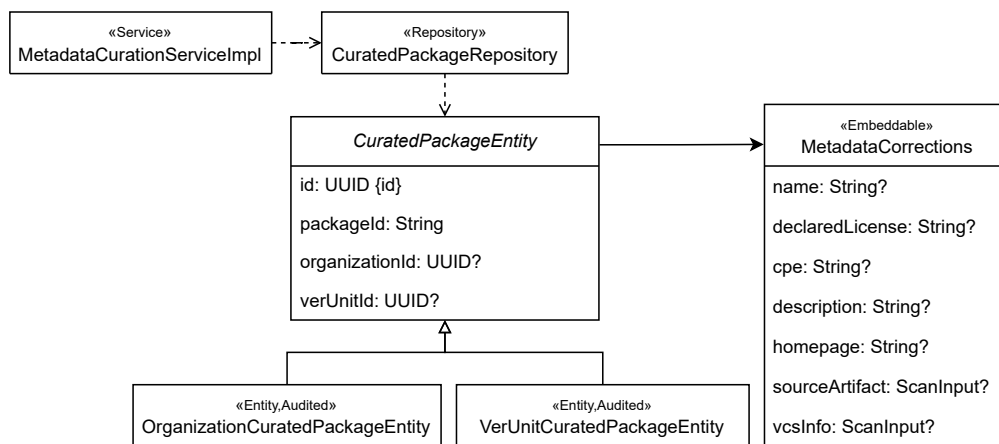 «Service»
MetadataCurationServiceImpl
«Repository»
CuratedPackageRepository
CuratedPackageEntity
id: UUID {id}
packageId: String
organizationId: UUID?
verUnitId: UUID?
«Embeddable»
MetadataCorrections
name: String?
declaredLicense: String?
cpe: String?
description: String?
homepage: String?
sourceArtifact: ScanInput?
vcsInfo: ScanInput?
«Entity,Audited»
OrganizationCuratedPackageEntity
«Entity,Audited»
VerUnitCuratedPackageEntity